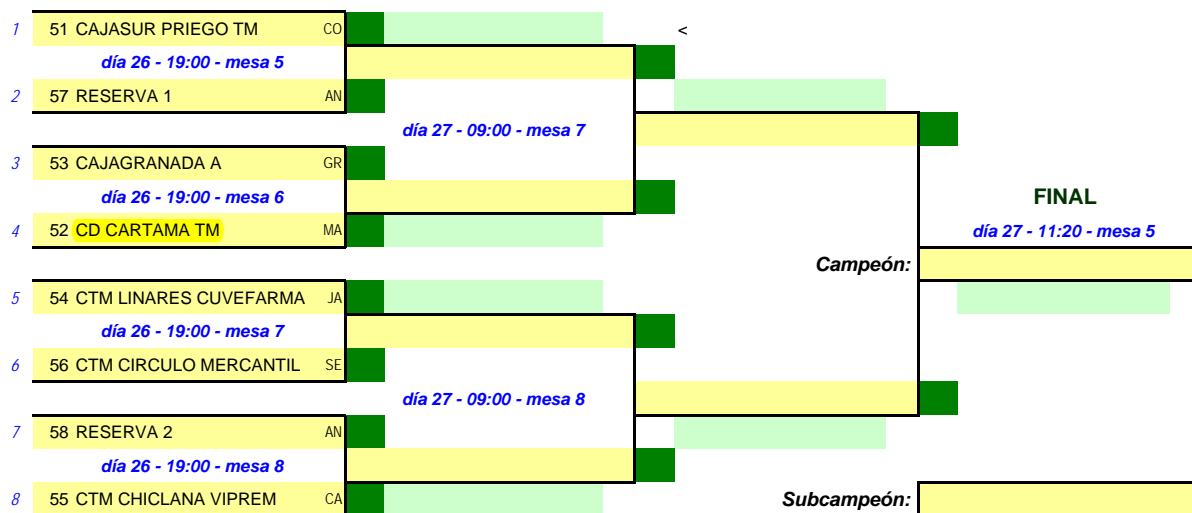 1 51 CAJASUR PRIEGO TM CO <
día 26 - 19:00 - mesa 5
2 57 RESERVA 1 AN
día 27 - 09:00 - mesa 7
3 53 CAJAGRANADA A GR
día 26 - 19:00 - mesa 6 FINAL
4 52 CD CARTAMA TM MA día 27 - 11:20 - mesa 5
Campeón:
5 54 CTM LINARES CUVEFARMA JA
día 26 - 19:00 - mesa 7
6 56 CTM CIRCULO MERCANTIL SE
día 27 - 09:00 - mesa 8
7 58 RESERVA 2 AN
día 26 - 19:00 - mesa 8
8 55 CTM CHICLANA VIPREM CA Subcampeón: